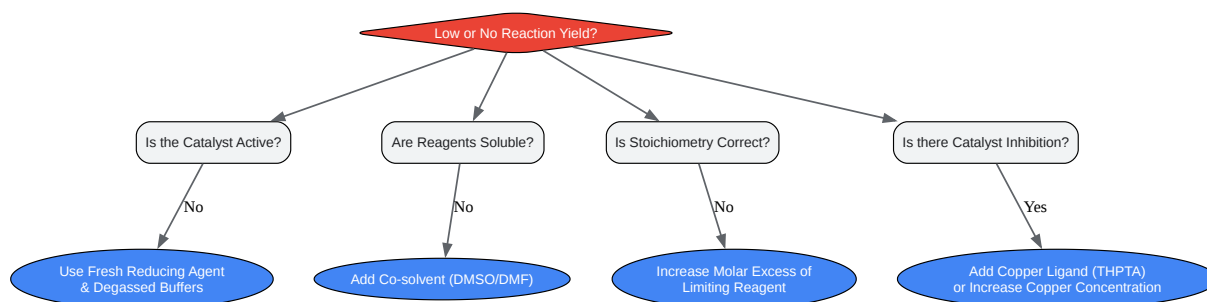 Low or No Reaction Yield?
Is the Catalyst Active?
Are Reagents Soluble?
Is Stoichiometry Correct?
Is there Catalyst Inhibition?
No
No
No
Yes
Use Fresh Reducing Agent
& Degassed Buffers
Add Co-solvent (DMSO/DMF)
Increase Molar Excess of
Limiting Reagent
Add Copper Ligand (THPTA)
or Increase Copper Concentration